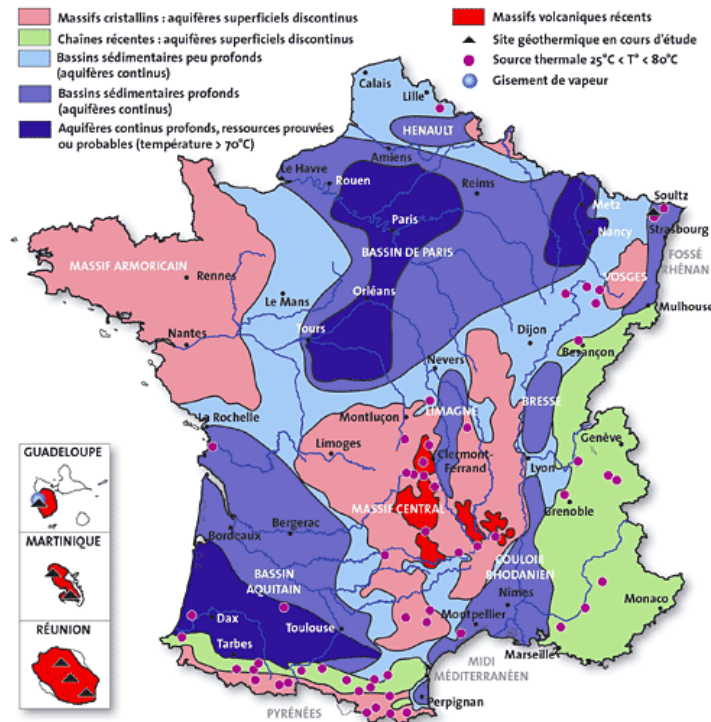 Massifs cristallins : aquifères superficiels discontinus
Chaînes récentes : aquifères superficiels discontinus
Bassins sédimentaires peu profonds
(aquifères continus)
Bassins sédimentaires profonds
(aquifères continu)
Aquifères continus profonds, ressources prouvées
ou probables (température > 70°C)
Massifs volcaniques récents
Site géothermique en cours d'étude
Source thermale 25°C < T° < 80°C
Gisement de vapeur
Calais
Lille
HENAULT
Amiens
Le Havre
Rouen
Reims
Metz
Soultz
Strasbourg
Paris
Nancy
BASSIN DE PARIS
FOSSÉ
RHÉNAN
MASSIF ARMORICAIN
Rennes
VOSGES
Orléans
Le Mans
Mulhouse
Nantes
Tours
Dijon
Besançon
Nevers
La Rochelle
Montluçon
LIMAGNE
BRESSE
Limoges
Clermont-
Ferrand
Genève
Lyon
MASSIF CENTRAL
Grenoble
Bordeaux
Bergerac
COULOIR
RHODANIEN
BASSIN
AQUITAIN
Nimes
Dax
Toulouse
Montpellier
Monaco
Tarbes
Marseille
MIDI
MÉDITERRANÉEN
Perpignan
PYRÉNÉES
GUADELOUPE
MARTINIQUE
RÉUNION